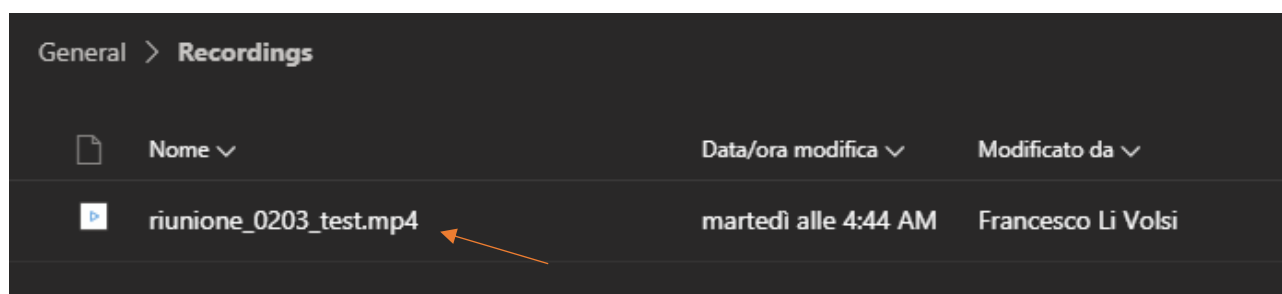 General > Recordings
Nome Data/ora modifica Modificato da
riunione_0203_test.mp4 martedì alle 4:44 AM Francesco Li Volsi